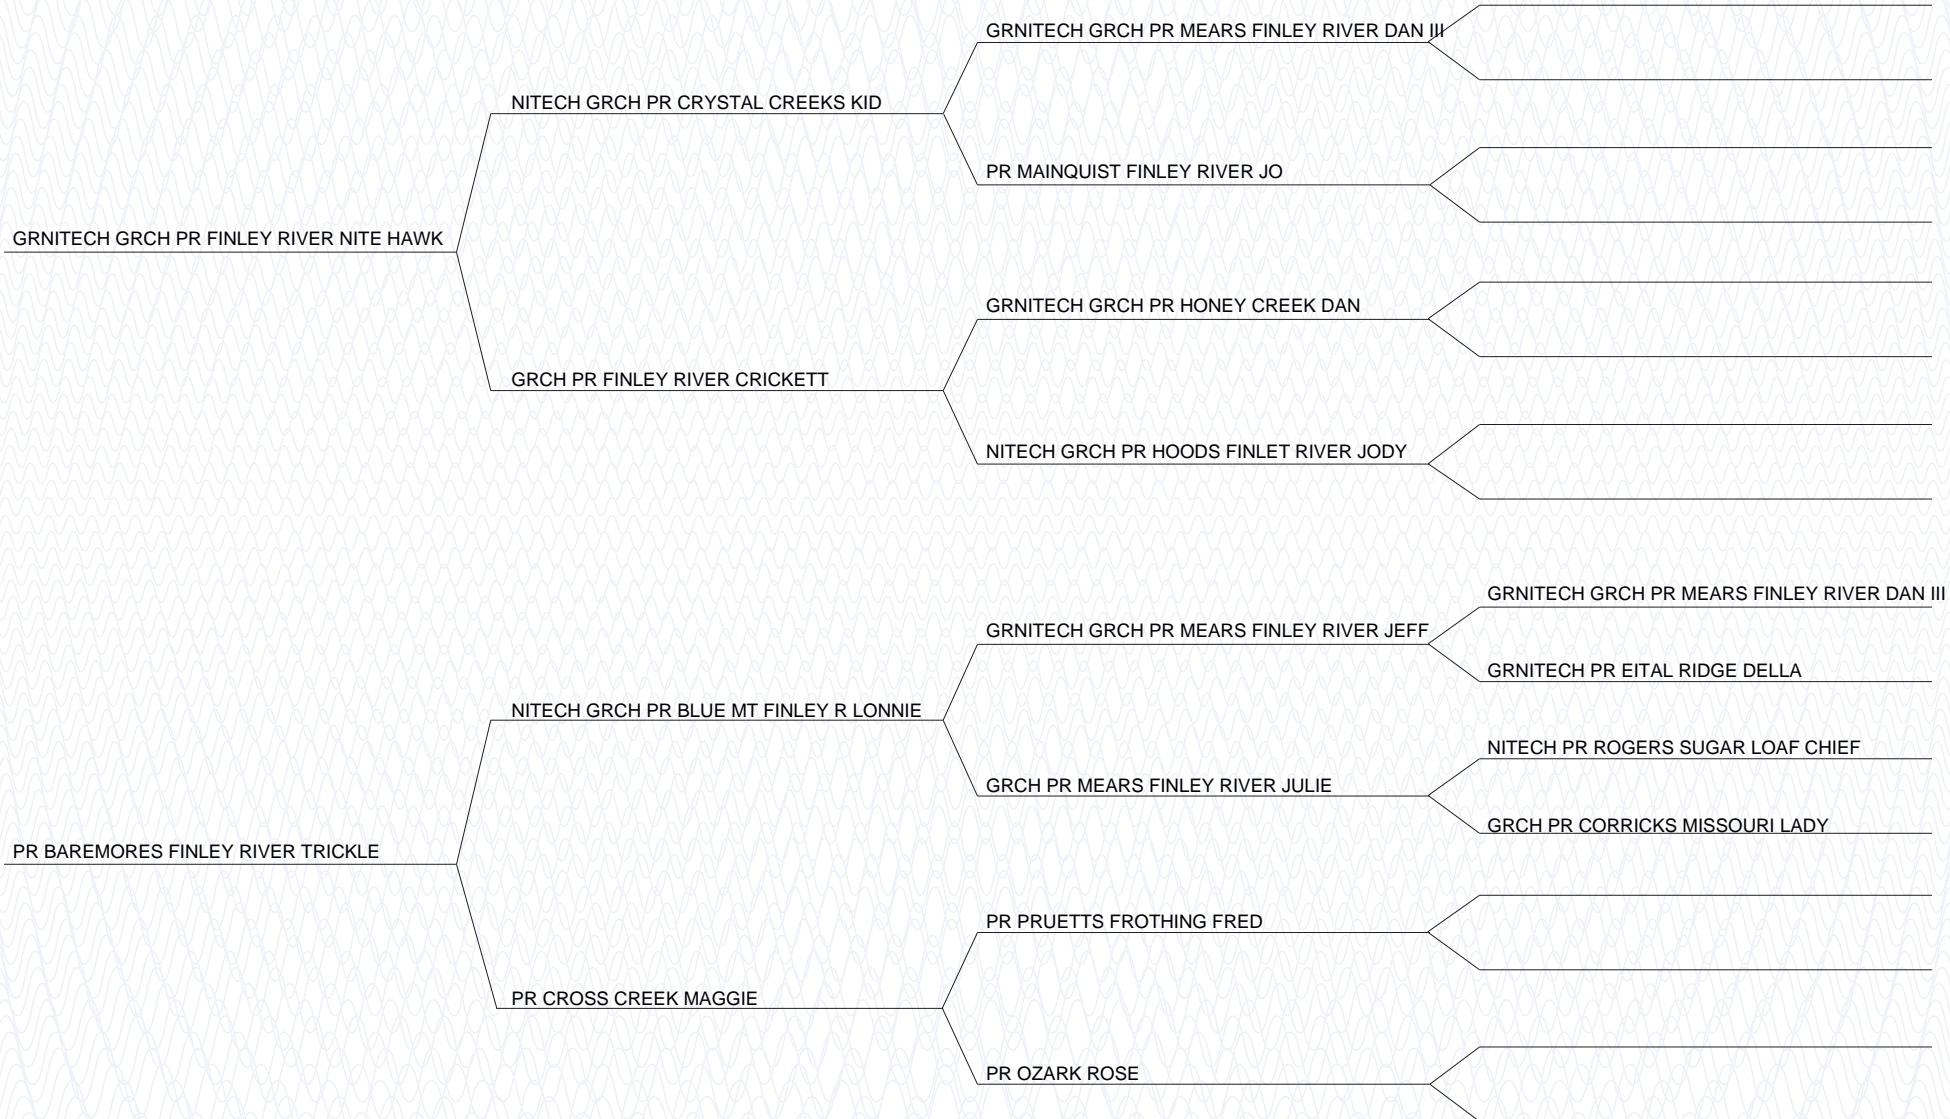 GRNITECH GRCH PR MEARS FINLEY RIVER DAN III
NITECH GRCH PR CRYSTAL CREEKS KID
PR MAINQUIST FINLEY RIVER JO
GRNITECH GRCH PR FINLEY RIVER NITE HAWK
GRNITECH GRCH PR HONEY CREEK DAN
GRCH PR FINLEY RIVER CRICKETT
NITECH GRCH PR HOODS FINLET RIVER JODY
GRNITECH GRCH PR MEARS FINLEY RIVER DAN III
GRNITECH GRCH PR MEARS FINLEY RIVER JEFF
GRNITECH PR EITAL RIDGE DELLA
NITECH GRCH PR BLUE MT FINLEY R LONNIE
NITECH PR ROGERS SUGAR LOAF CHIEF
GRCH PR MEARS FINLEY RIVER JULIE
GRCH PR CORRICKS MISSOURI LADY
PR BAREMORES FINLEY RIVER TRICKLE
PR PRUETTS FROTHING FRED
PR CROSS CREEK MAGGIE
PR OZARK ROSE